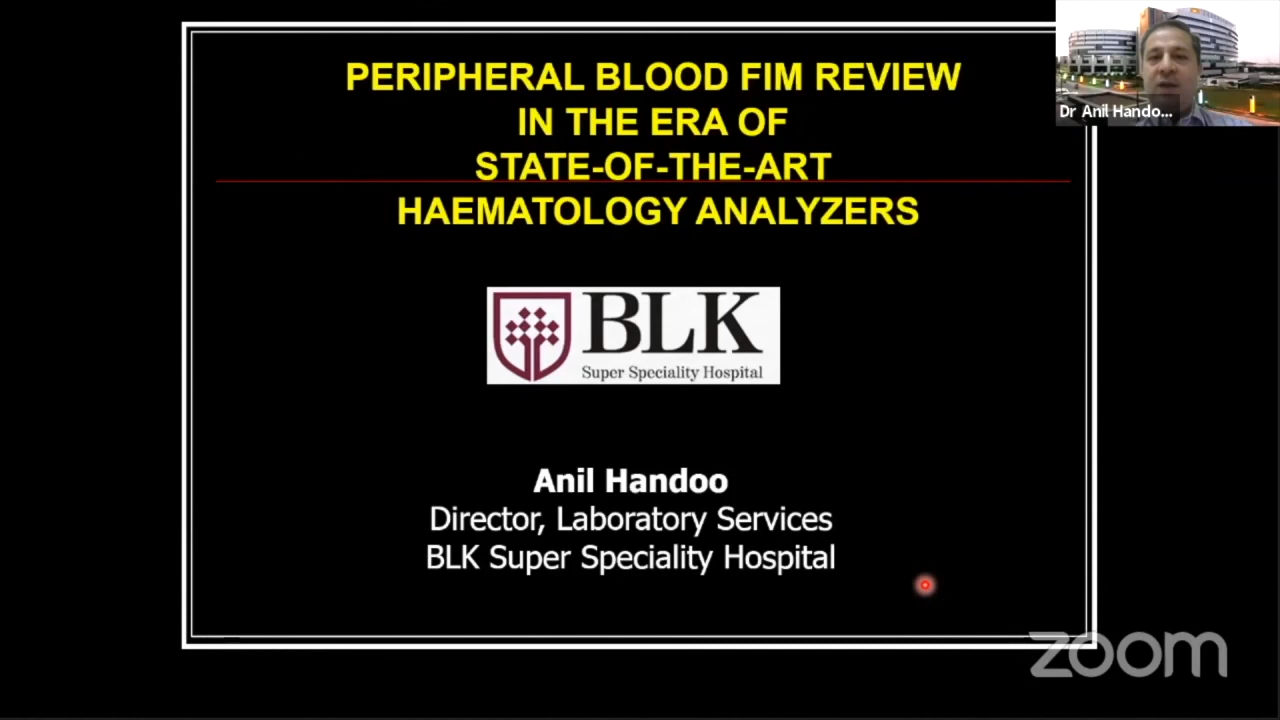 PERIPHERAL BLOOD FIM REVIEW
IN THE ERA OF
STATE-OF-THE-ART
HAEMATOLOGY ANALYZERS
Dr Anil Handoo...
BLK
Super Speciality Hospital
Anil Handoo
Director, Laboratory Services
BLK Super Speciality Hospital
zoom